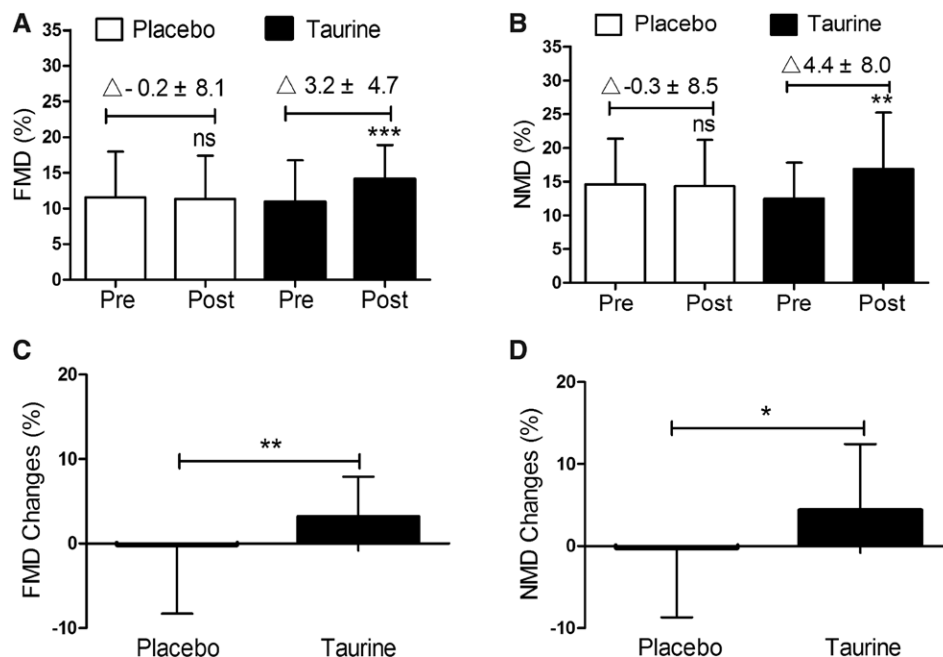 A
Placebo
Taurine
FMD (%)
35
30
25
20
15
10
5
0
△- 0.2 ± 8.1
△ 3.2 ± 4.7
ns
***
Pre
Post
Pre
Post
B
Placebo
Taurine
NMD (%)
35
30
25
20
15
10
5
0
△ -0.3 ± 8.5
△ 4.4 ± 8.0
ns
**
Pre
Post
Pre
Post
C
FMD Changes (%)
20
10
0
-10
**
Placebo
Taurine
D
NMD Changes (%)
20
10
0
-10
*
Placebo
Taurine